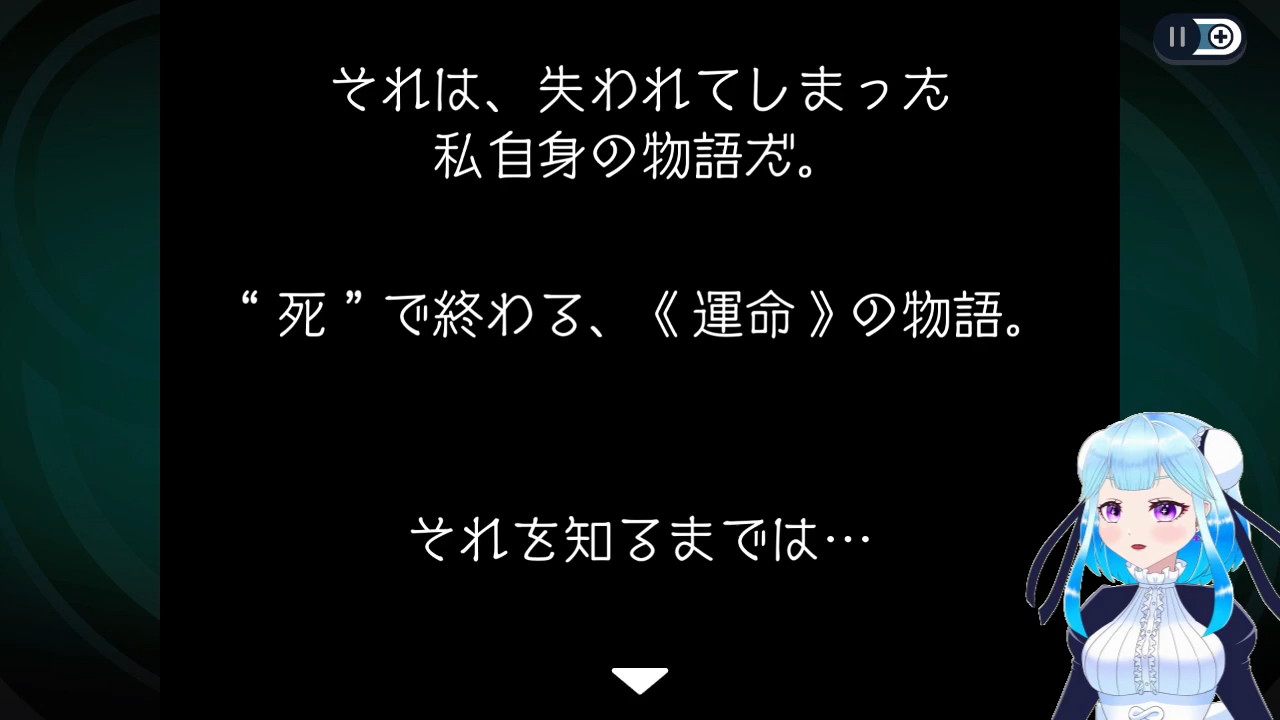 それは、失われてしまった
私自身の物語だ。
“死”で終わる、《運命》の物語。
それを知るまでは…